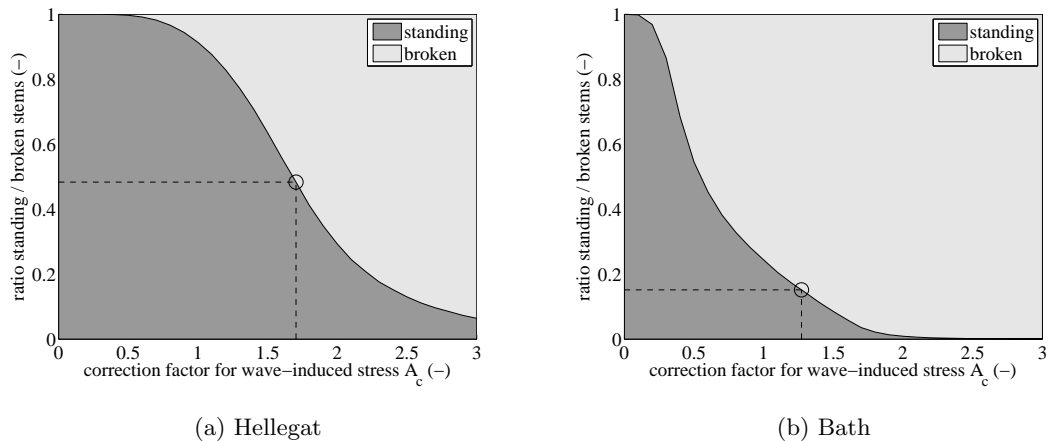 ratio standing / broken stems (−)
1
0.8
0.6
0.4
0.2
0
0 0.5 1 1.5 2 2.5 3
correction factor for wave−induced stress A_c (−)
standing
broken
(a) Hellegat
ratio standing / broken stems (−)
1
0.8
0.6
0.4
0.2
0
0 0.5 1 1.5 2 2.5 3
correction factor for wave−induced stress A_c (−)
standing
broken
(b) Bath